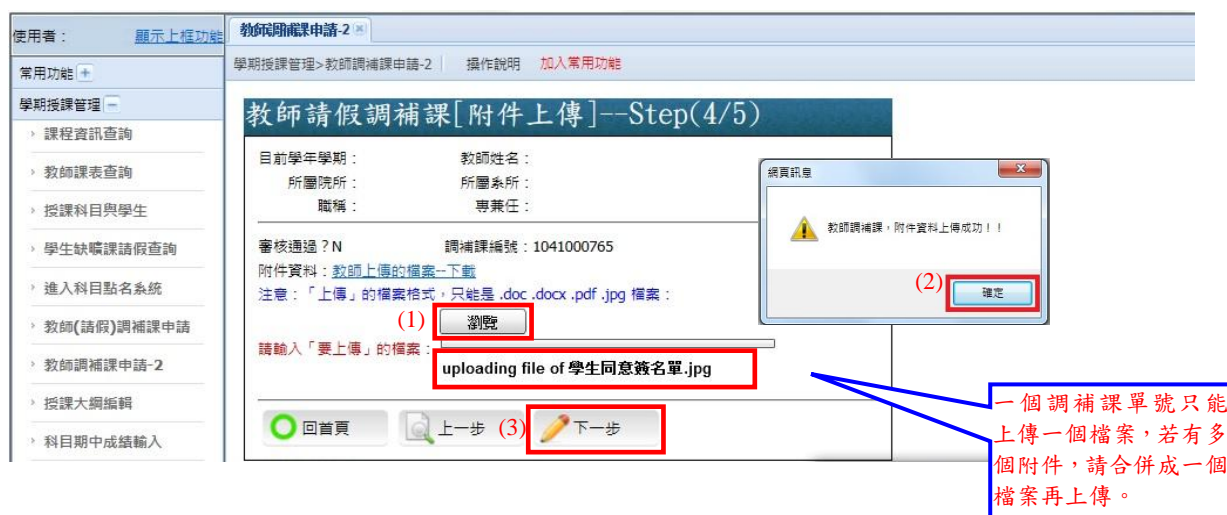 使用者： 顯示上框功能
常用功能
學期授課管理
課程資訊查詢
教師課表查詢
授課科目與學生
學生缺曠課請假查詢
進入科目點名系統
教師(請假)調補課申請
教師調補課申請-2
授課大綱編輯
科目期中成績輸入
教師調補課申請-2
學期授課管理>教師調補課申請-2 操作說明 加入常用功能
教師請假調補課[附件上傳]--Step(4/5)
目前學年學期： 教師姓名：
所屬院所： 所屬系所：
職稱： 專兼任：
審核通過？N 調補課編號：1041000765
附件資料：教師上傳的檔案--下載
注意：「上傳」的檔案格式，只能是 .doc .docx .pdf .jpg 檔案：
(1) 瀏覽
請輸入「要上傳」的檔案：
uploading file of 學生同意簽名單.jpg
回首頁 上一步 (3) 下一步
網頁訊息
教師調補課，附件資料上傳成功！！
(2) 確定
一個調補課單號只能
上傳一個檔案，若有多
個附件，請合併成一個
檔案再上傳。